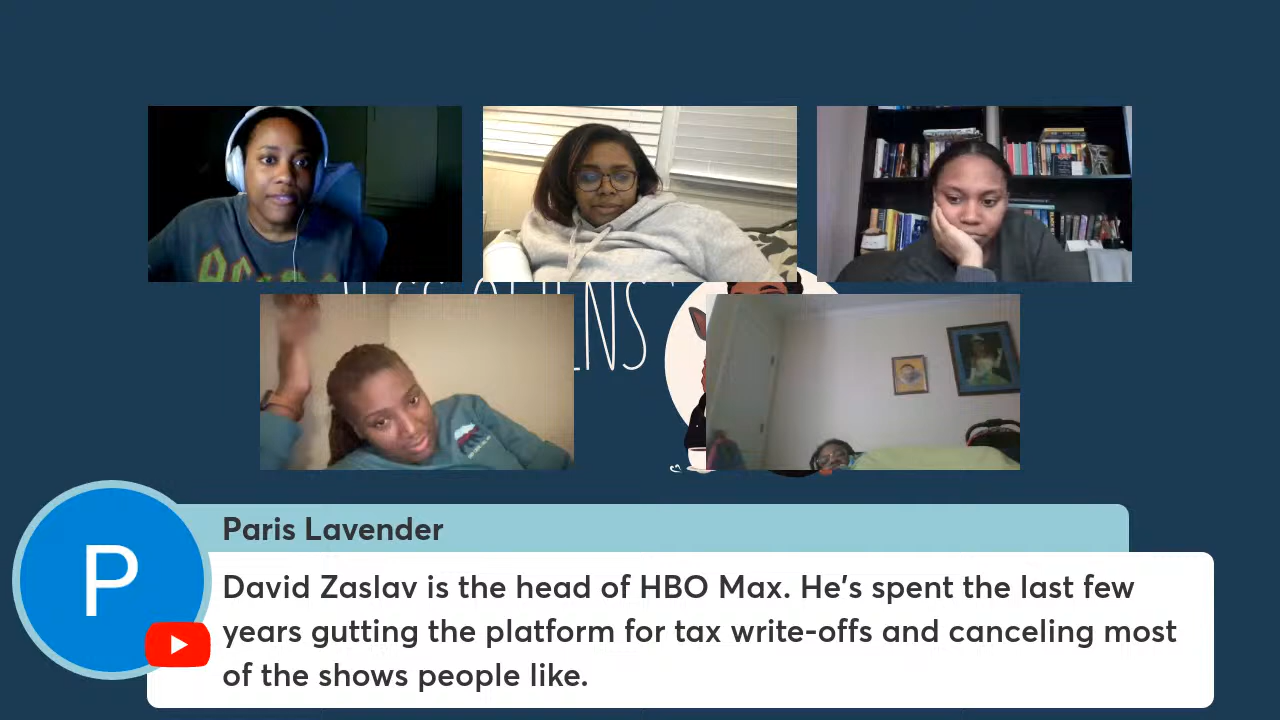 Paris Lavender
P
David Zaslav is the head of HBO Max. He's spent the last few
years gutting the platform for tax write-offs and canceling most
of the shows people like.